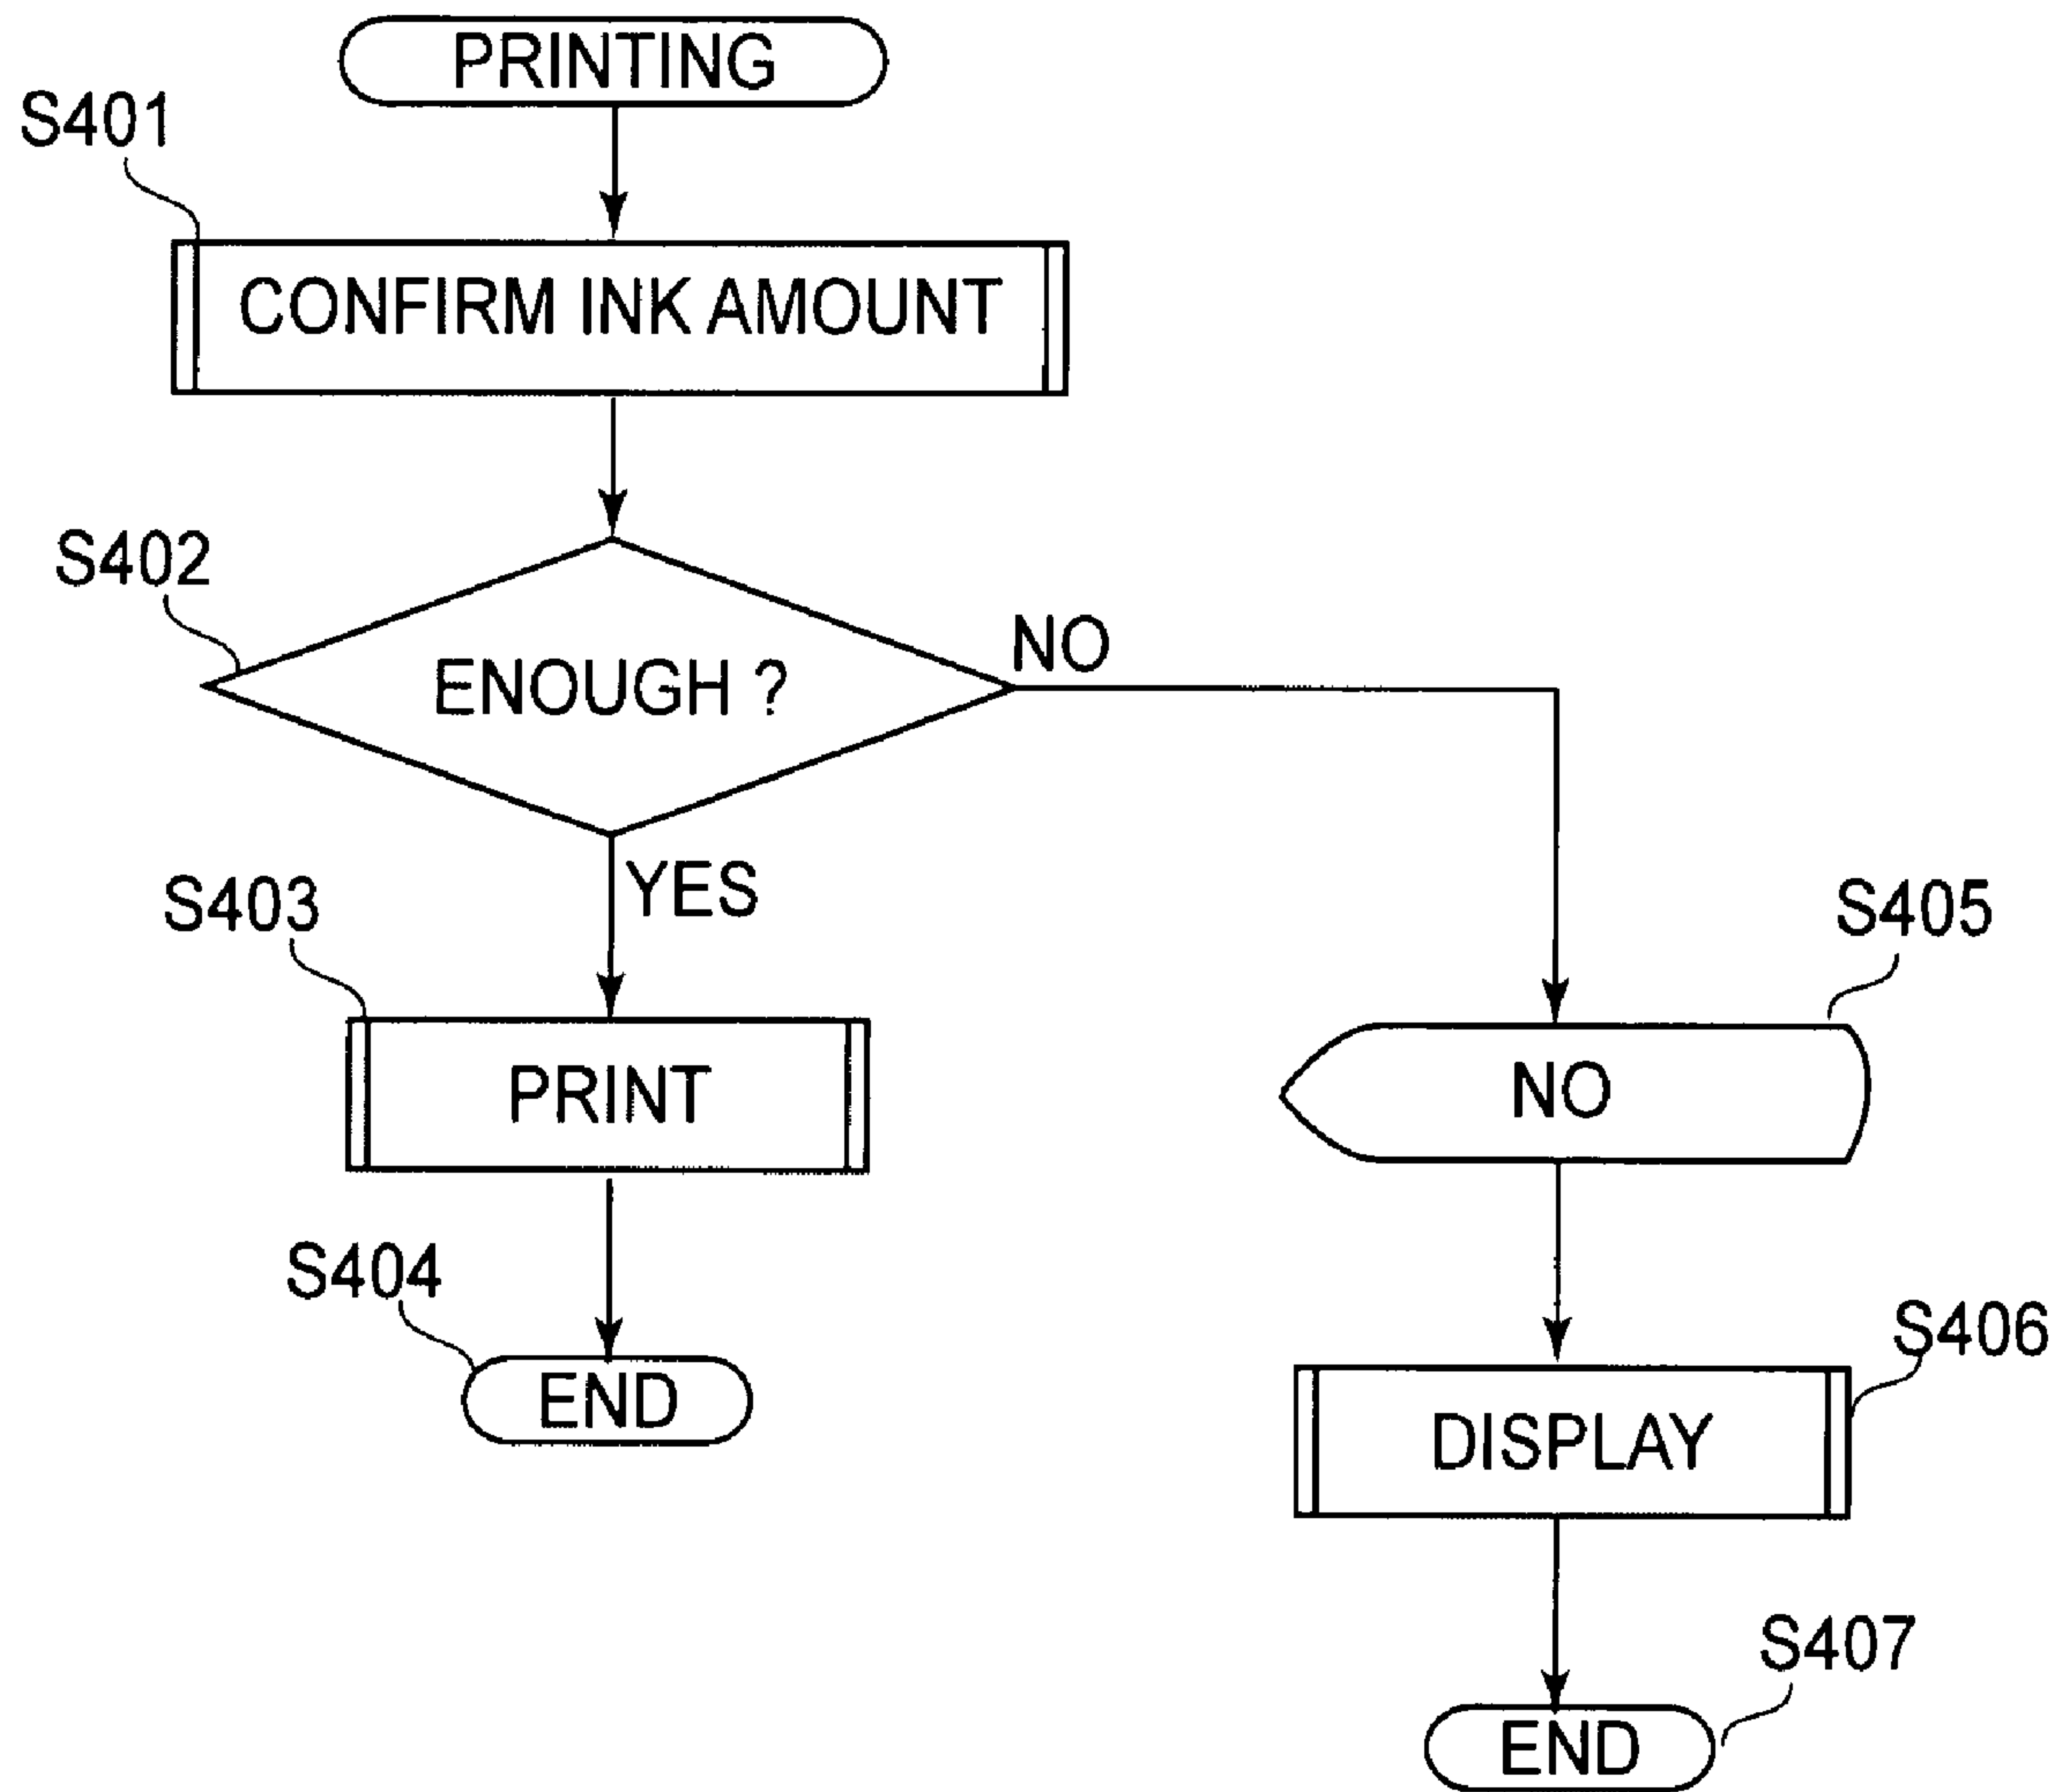 PRINTING
S401
CONFIRM INK AMOUNT
S402
ENOUGH ?
NO
YES
S403
S405
PRINT
NO
S404
S406
END
DISPLAY
S407
END